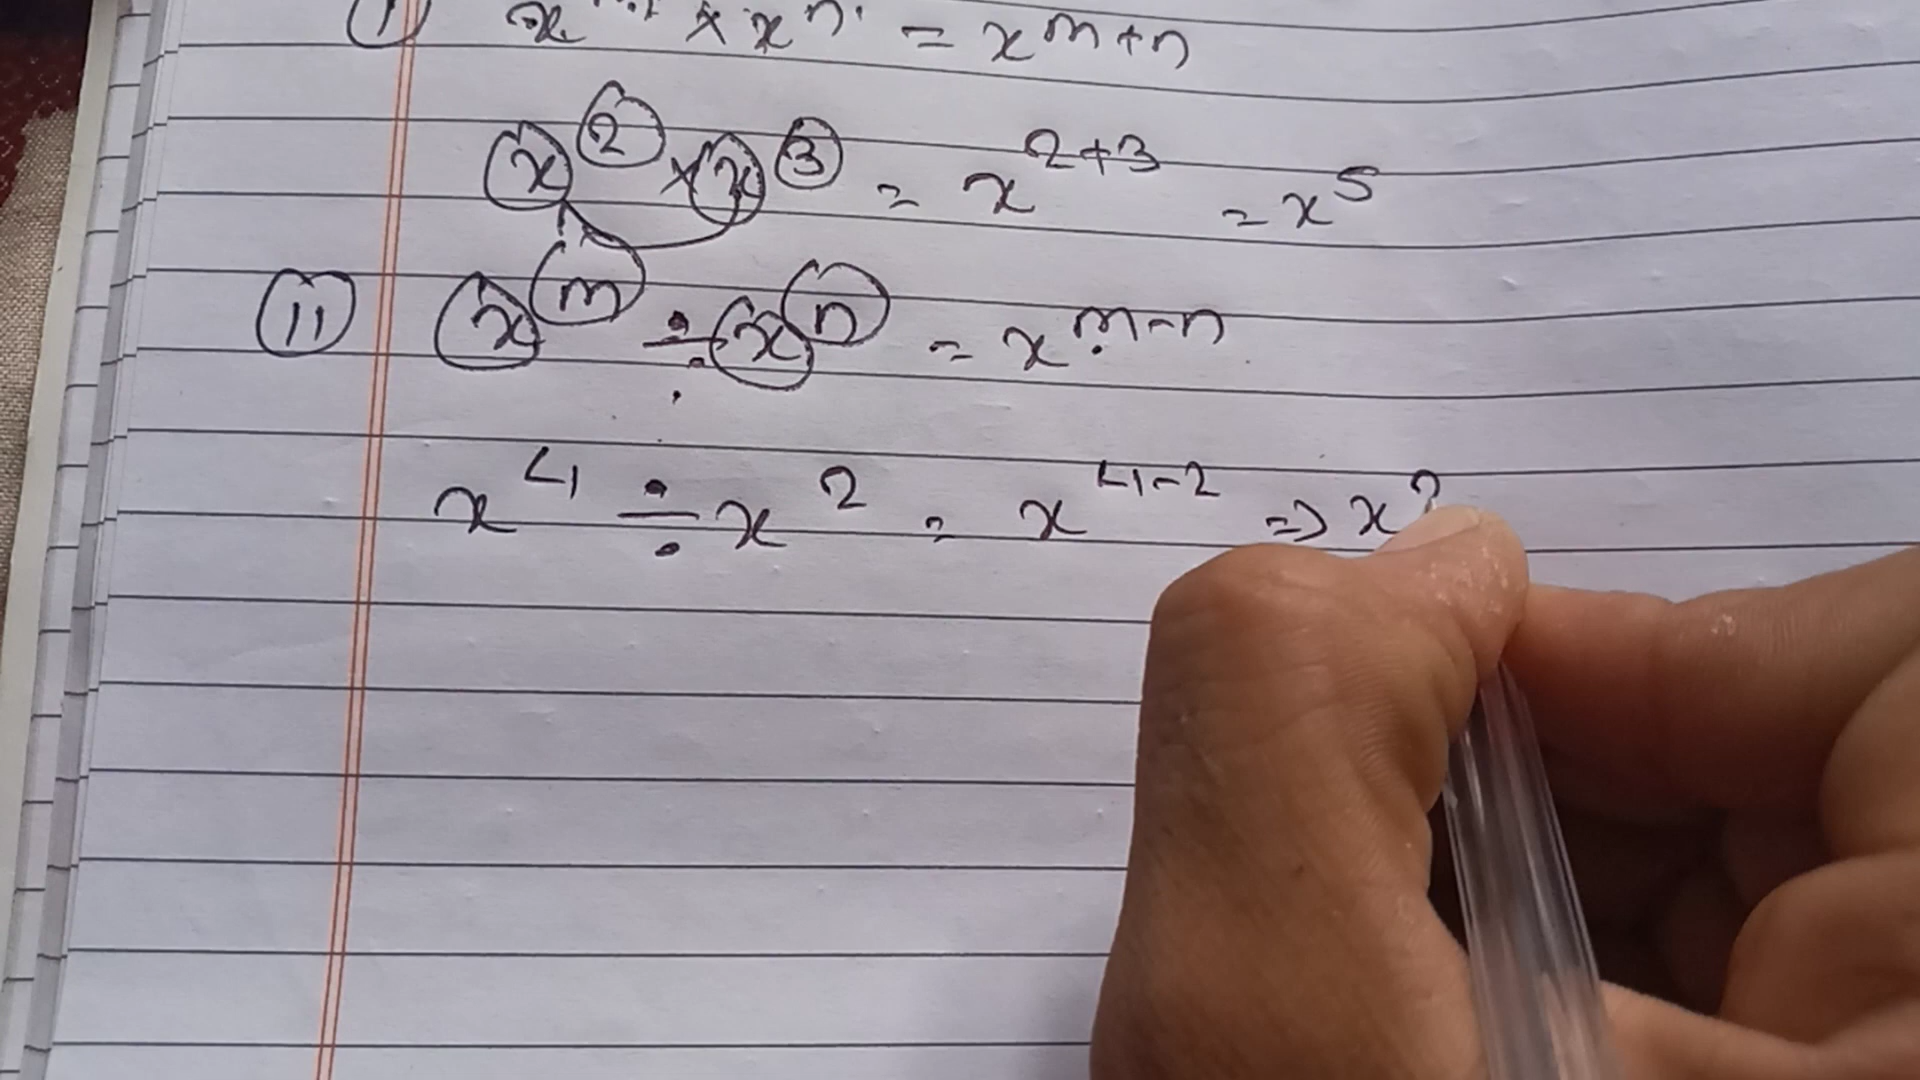 (i) x^m × x^n = x^m+n
x^2 × x^3 = x^2+3 = x^5
(ii) x^m ÷ x^n = x^m-n
x^4 ÷ x^2 = x^4-2 ⇒ x^2